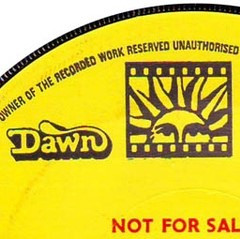 OWNER OF THE RECORDED WORK RESERVED UNAUTHORISED
Dawn
NOT FOR SAL